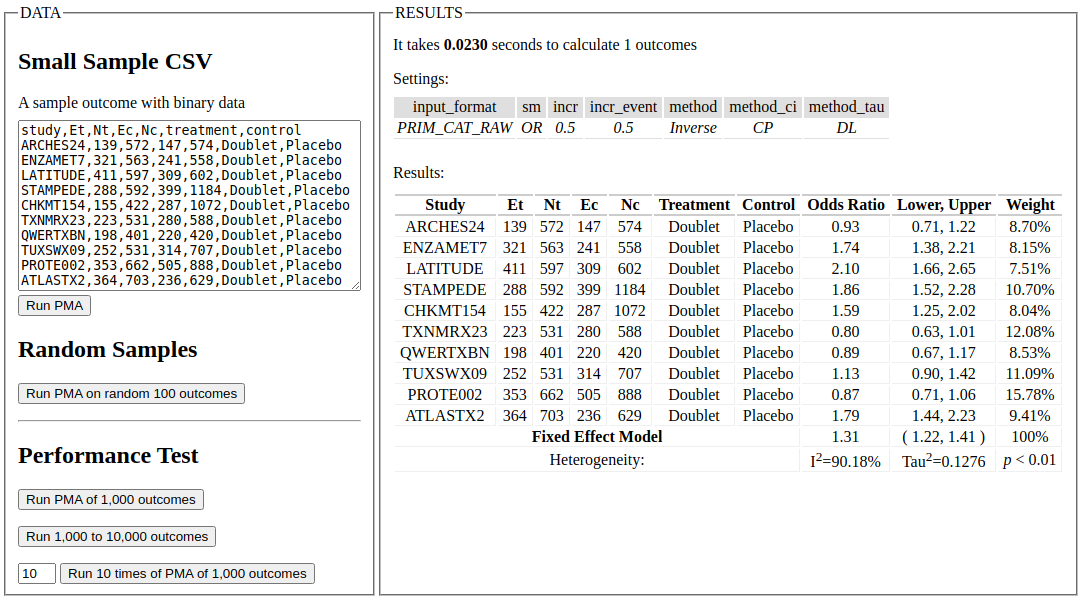 DATA
Small Sample CSV
A sample outcome with binary data
study,Et,Nt,Ec,Nc,treatment,control
ARCHES24,139,572,147,574,Doublet,Placebo
ENZAMET7,321,563,241,558,Doublet,Placebo
LATITUDE,411,597,309,602,Doublet,Placebo
STAMPEDE,288,592,399,1184,Doublet,Placebo
CHKMT154,155,422,287,1072,Doublet,Placebo
TXNMRX23,223,531,280,588,Doublet,Placebo
QWERTXBN,198,401,220,420,Doublet,Placebo
TUXSWX09,252,531,314,707,Doublet,Placebo
PROTE002,353,662,505,888,Doublet,Placebo
ATLASTX2,364,703,236,629,Doublet,Placebo
Run PMA
Random Samples
Run PMA on random 100 outcomes
Performance Test
Run PMA of 1,000 outcomes
Run 1,000 to 10,000 outcomes
10 Run 10 times of PMA of 1,000 outcomes
RESULTS
It takes 0.0230 seconds to calculate 1 outcomes
Settings:
input_format sm incr incr_event method method_ci method_tau
PRIM_CAT_RAW OR 0.5 0.5 Inverse CP DL
Results:
Study Et Nt Ec Nc Treatment Control Odds Ratio Lower, Upper Weight
ARCHES24 139 572 147 574 Doublet Placebo 0.93 0.71, 1.22 8.70%
ENZAMET7 321 563 241 558 Doublet Placebo 1.74 1.38, 2.21 8.15%
LATITUDE 411 597 309 602 Doublet Placebo 2.10 1.66, 2.65 7.51%
STAMPEDE 288 592 399 1184 Doublet Placebo 1.86 1.52, 2.28 10.70%
CHKMT154 155 422 287 1072 Doublet Placebo 1.59 1.25, 2.02 8.04%
TXNMRX23 223 531 280 588 Doublet Placebo 0.80 0.63, 1.01 12.08%
QWERTXBN 198 401 220 420 Doublet Placebo 0.89 0.67, 1.17 8.53%
TUXSWX09 252 531 314 707 Doublet Placebo 1.13 0.90, 1.42 11.09%
PROTE002 353 662 505 888 Doublet Placebo 0.87 0.71, 1.06 15.78%
ATLASTX2 364 703 236 629 Doublet Placebo 1.79 1.44, 2.23 9.41%
Fixed Effect Model 1.31 ( 1.22, 1.41 ) 100%
Heterogeneity: I²=90.18% Tau²=0.1276 p < 0.01